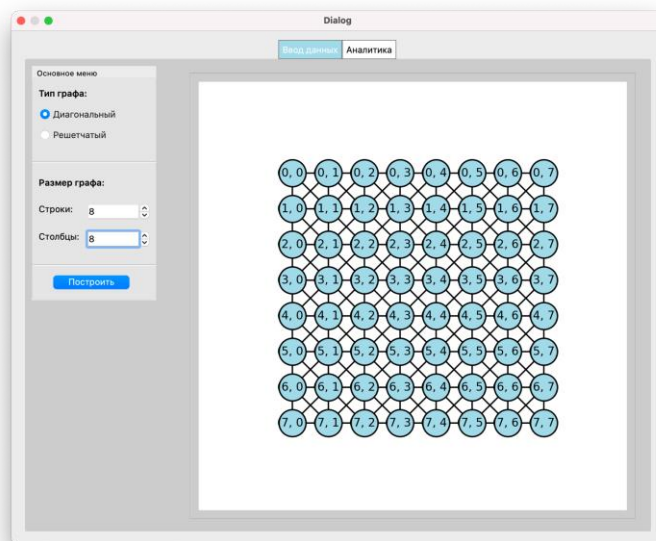 Dialog
Ввод данных Аналитика
Основное меню
Тип графа:
Диагональный
Решетчатый
Размер графа:
Строки: 8
Столбцы: 8
Построить
0, 0 0, 1 0, 2 0, 3 0, 4 0, 5 0, 6 0, 7
1, 0 1, 1 1, 2 1, 3 1, 4 1, 5 1, 6 1, 7
2, 0 2, 1 2, 2 2, 3 2, 4 2, 5 2, 6 2, 7
3, 0 3, 1 3, 2 3, 3 3, 4 3, 5 3, 6 3, 7
4, 0 4, 1 4, 2 4, 3 4, 4 4, 5 4, 6 4, 7
5, 0 5, 1 5, 2 5, 3 5, 4 5, 5 5, 6 5, 7
6, 0 6, 1 6, 2 6, 3 6, 4 6, 5 6, 6 6, 7
7, 0 7, 1 7, 2 7, 3 7, 4 7, 5 7, 6 7, 7